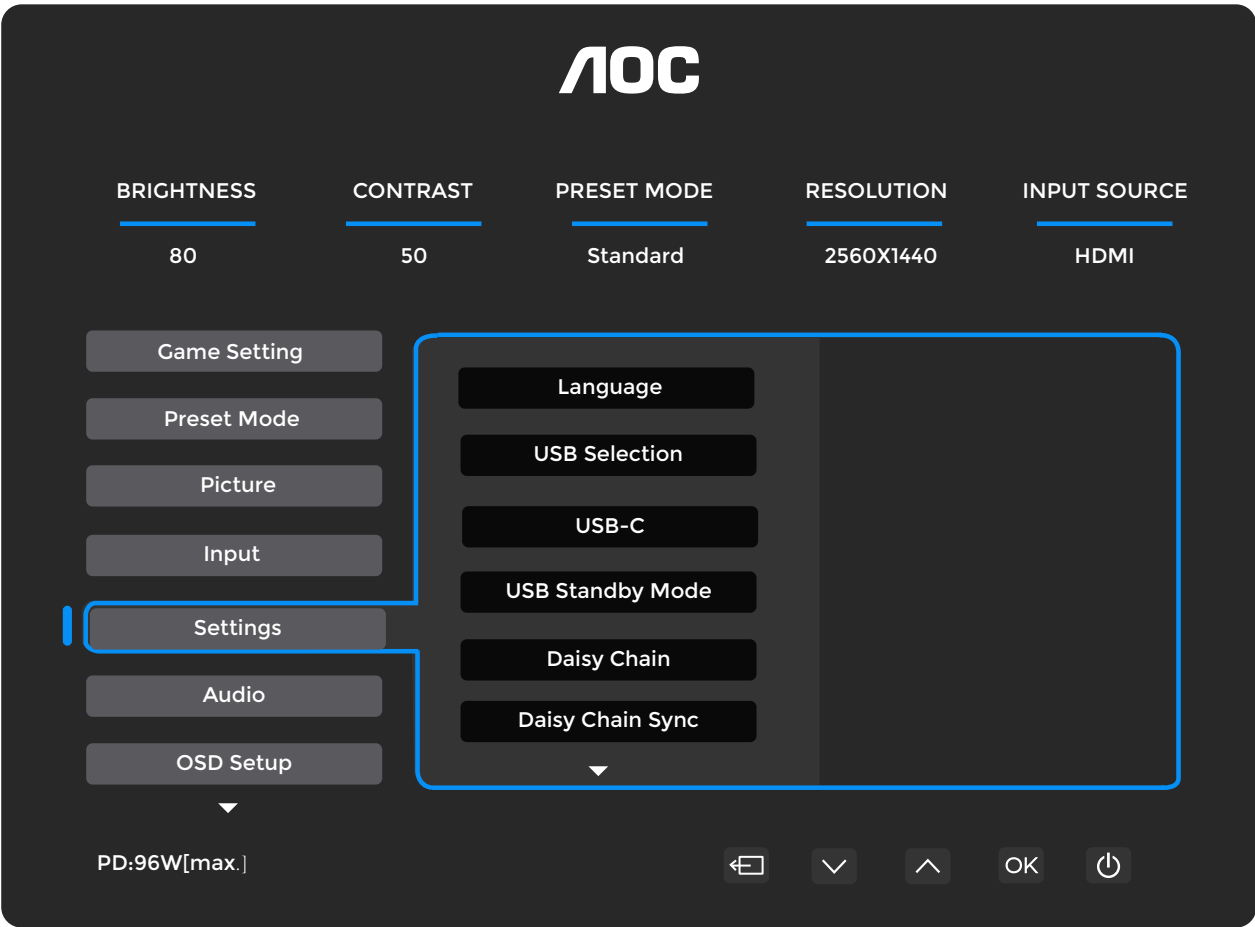 AOC
BRIGHTNESS CONTRAST PRESET MODE RESOLUTION INPUT SOURCE
80 50 Standard 2560X1440 HDMI
Game Setting
Preset Mode
Picture
Input
Settings
Audio
OSD Setup
Language
USB Selection
USB-C
USB Standby Mode
Daisy Chain
Daisy Chain Sync
PD:96W[max.]
OK